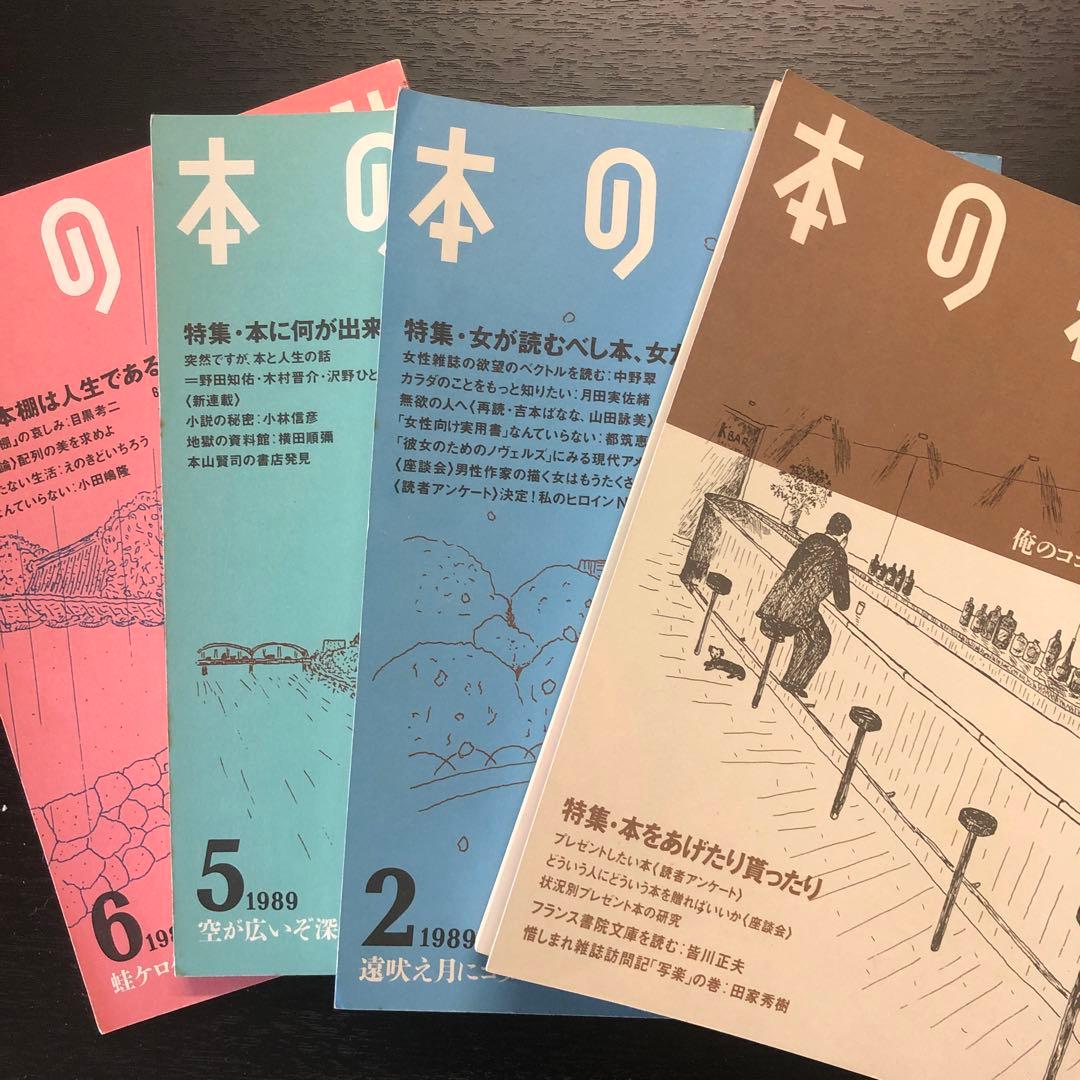 の
本棚は人生である
棚」の哀しみ：目黒考二
論〉配列の美を求めよ
たない生活：えのきどいちろう
なんていらない：小田嶋隆
6
198
蛙ケロ
本の
特集・本に何が出来
突然ですが、本と人生の話
＝野田知佑・木村晋介・沢野ひと
〈新連載〉
小説の秘密：小林信彦
地獄の資料館：横田順彌
本山賢司の書店発見
5 1989
空が広いぞ深
本の
特集・女が読むべし本、女が
女性雑誌の欲望のベクトルを読む：中野翠
カラダのことをもっと知りたい：月田実佐緒
無欲の人へ〈再読・吉本ばなな、山田詠美〉
「女性向け実用書」なんていらない：都筑恵
「彼女のためのノヴェルズ」にみる現代アメ
〈座談会〉男性作家の描く女はもうたくさ
〈読者アンケート〉決定！私のヒロインN
2 1989
遠吠え月に
本の
K BAR
俺のココ
特集・本をあげたり貰ったり
プレゼントしたい本〈読者アンケート〉
どういう人にどういう本を贈ればいいか〈座談会〉
状況別プレゼント本の研究
フランス書院文庫を読む：皆川正夫
惜しまれ雑誌訪問記「写楽」の巻：田家秀樹